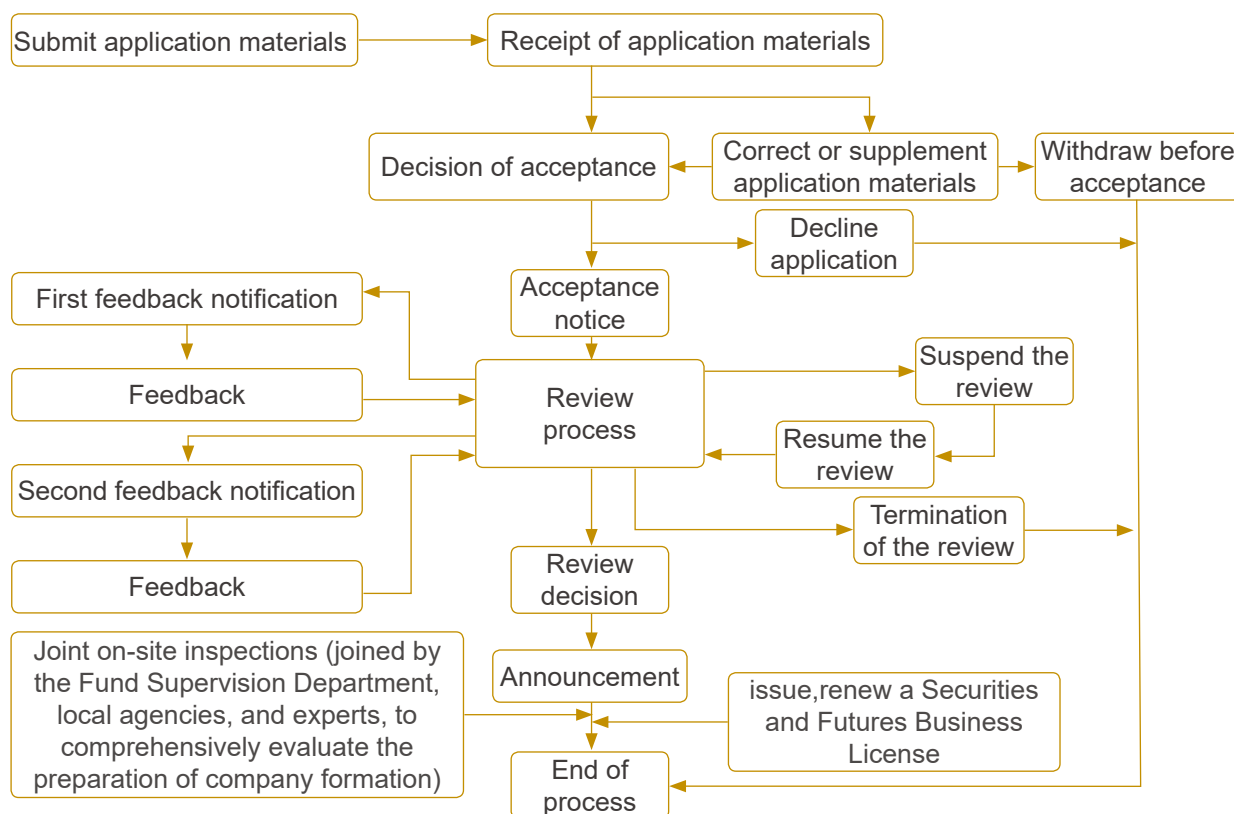 Submit application materials
Receipt of application materials
Decision of acceptance
Correct or supplement
application materials
Withdraw before
acceptance
Decline
application
Acceptance
notice
First feedback notification
Feedback
Review
process
Suspend the
review
Resume the
review
Second feedback notification
Feedback
Termination
of the review
Review
decision
Joint on-site inspections (joined by
the Fund Supervision Department,
local agencies, and experts, to
comprehensively evaluate the
preparation of company formation)
Announcement
issue,renew a Securities
and Futures Business
License
End of
process